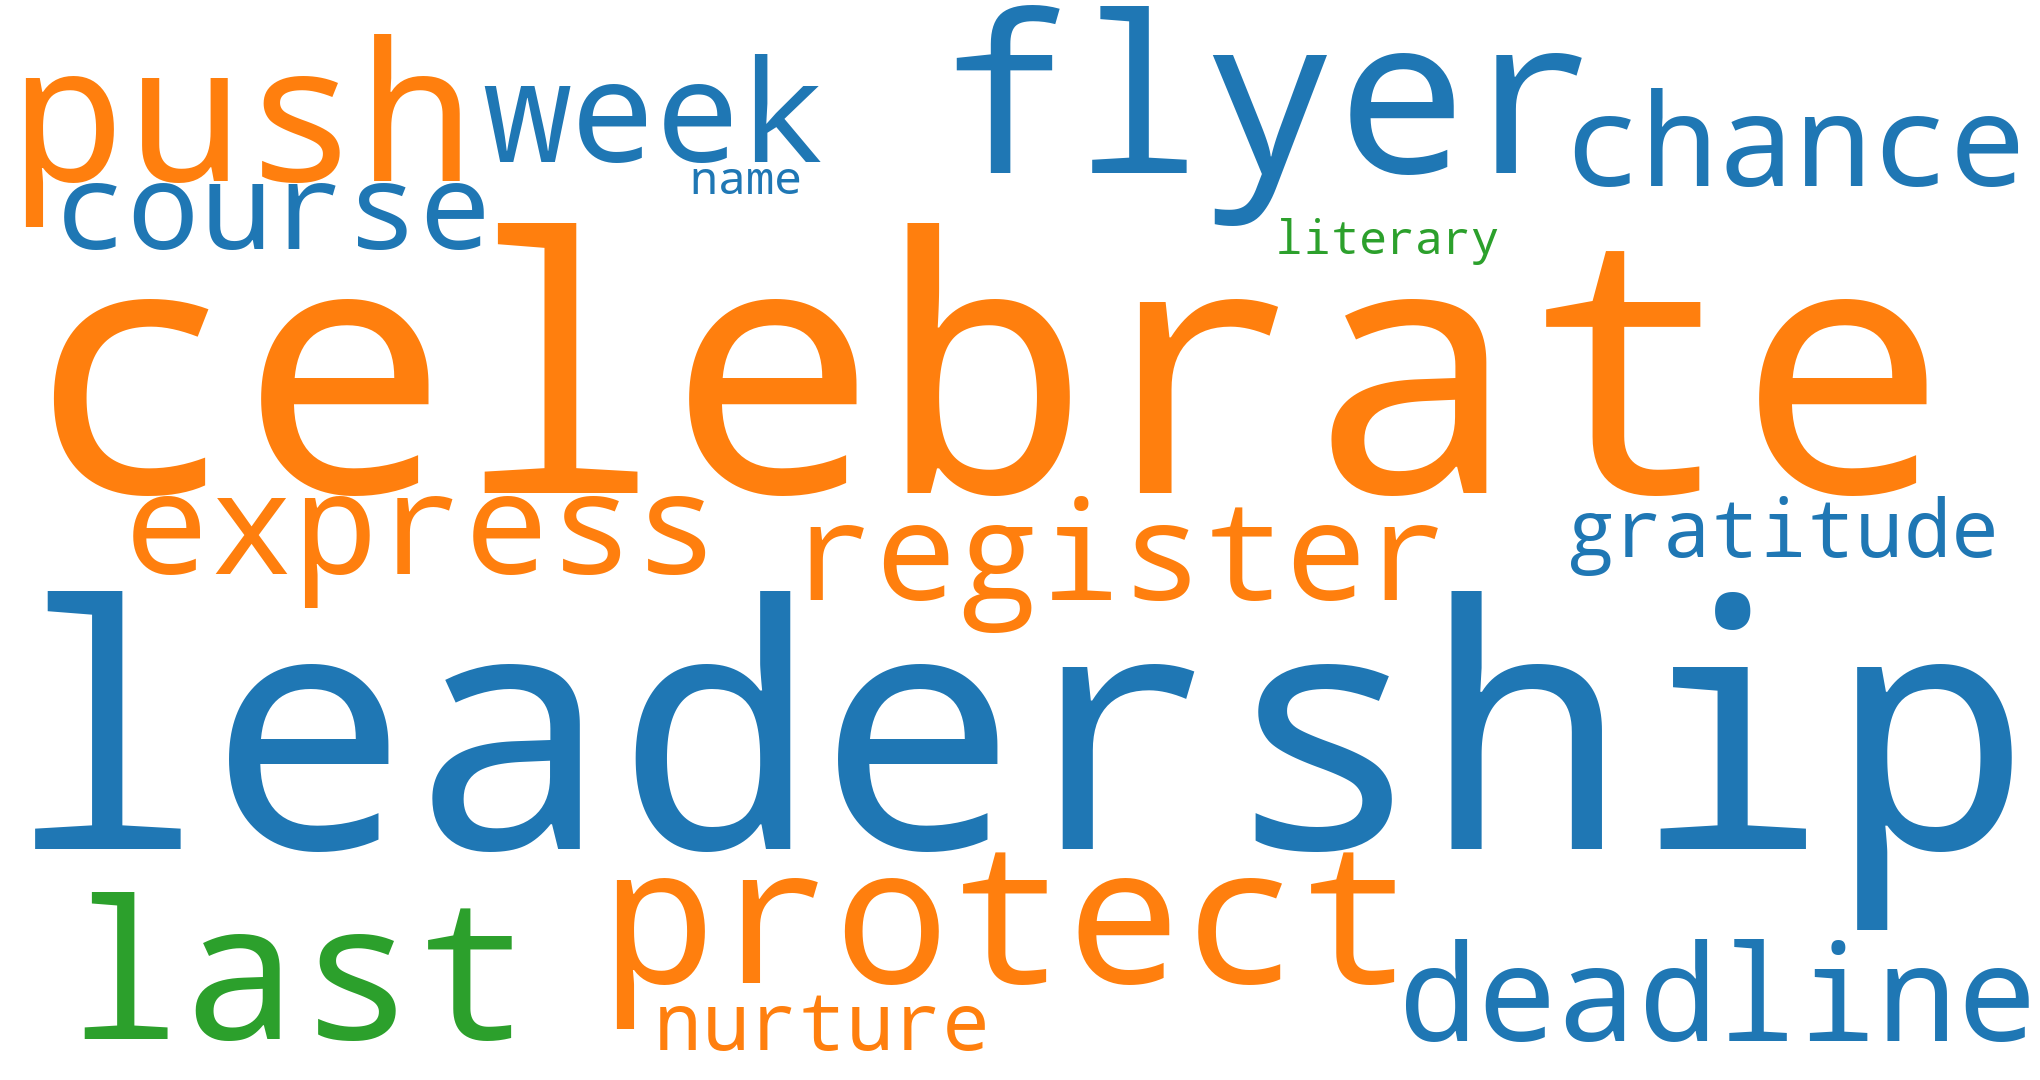 push week flyer chance
course name
literary
celebrate
express register gratitude
leadership
last protect deadline
nurture